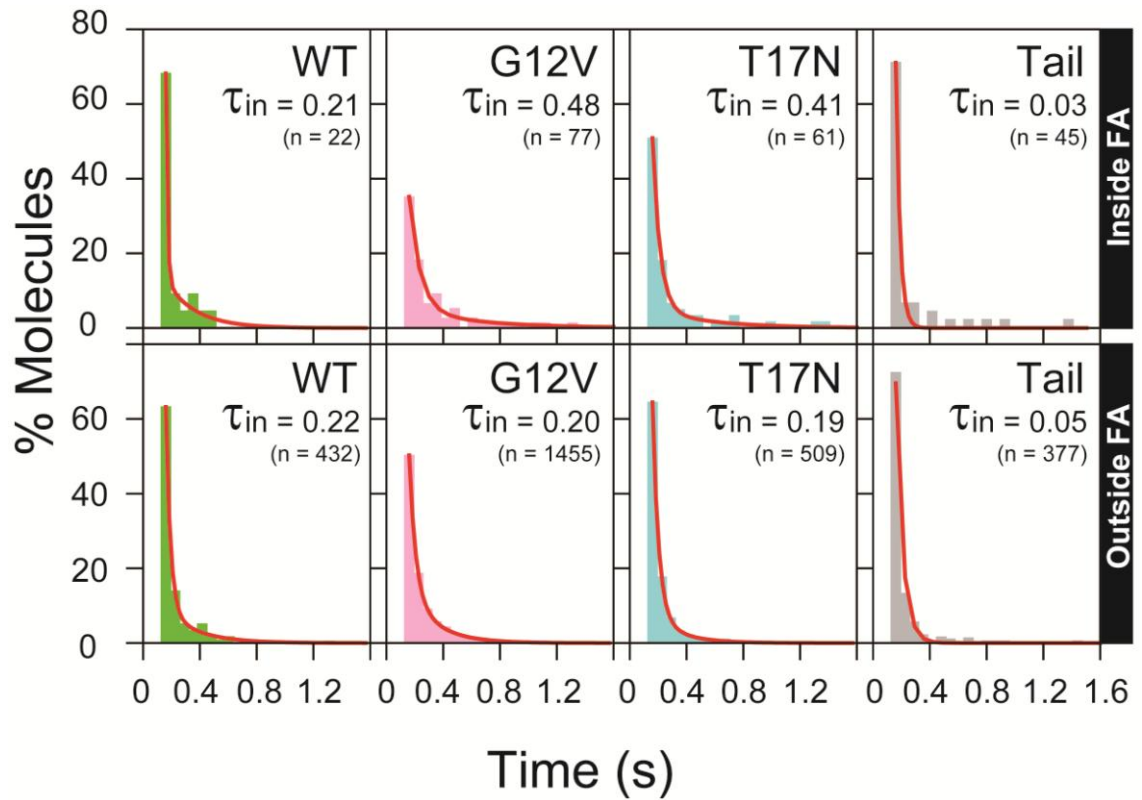 % Molecules
80
60
40
20
0
WT
τin = 0.21
(n = 22)
G12V
τin = 0.48
(n = 77)
T17N
τin = 0.41
(n = 61)
Tail
τin = 0.03
(n = 45)
Inside FA
60
40
20
0
WT
τin = 0.22
(n = 432)
G12V
τin = 0.20
(n = 1455)
T17N
τin = 0.19
(n = 509)
Tail
τin = 0.05
(n = 377)
Outside FA
0 0.4 0.8 1.2 0 0.4 0.8 1.2 0 0.4 0.8 1.2 0 0.4 0.8 1.2 1.6
Time (s)